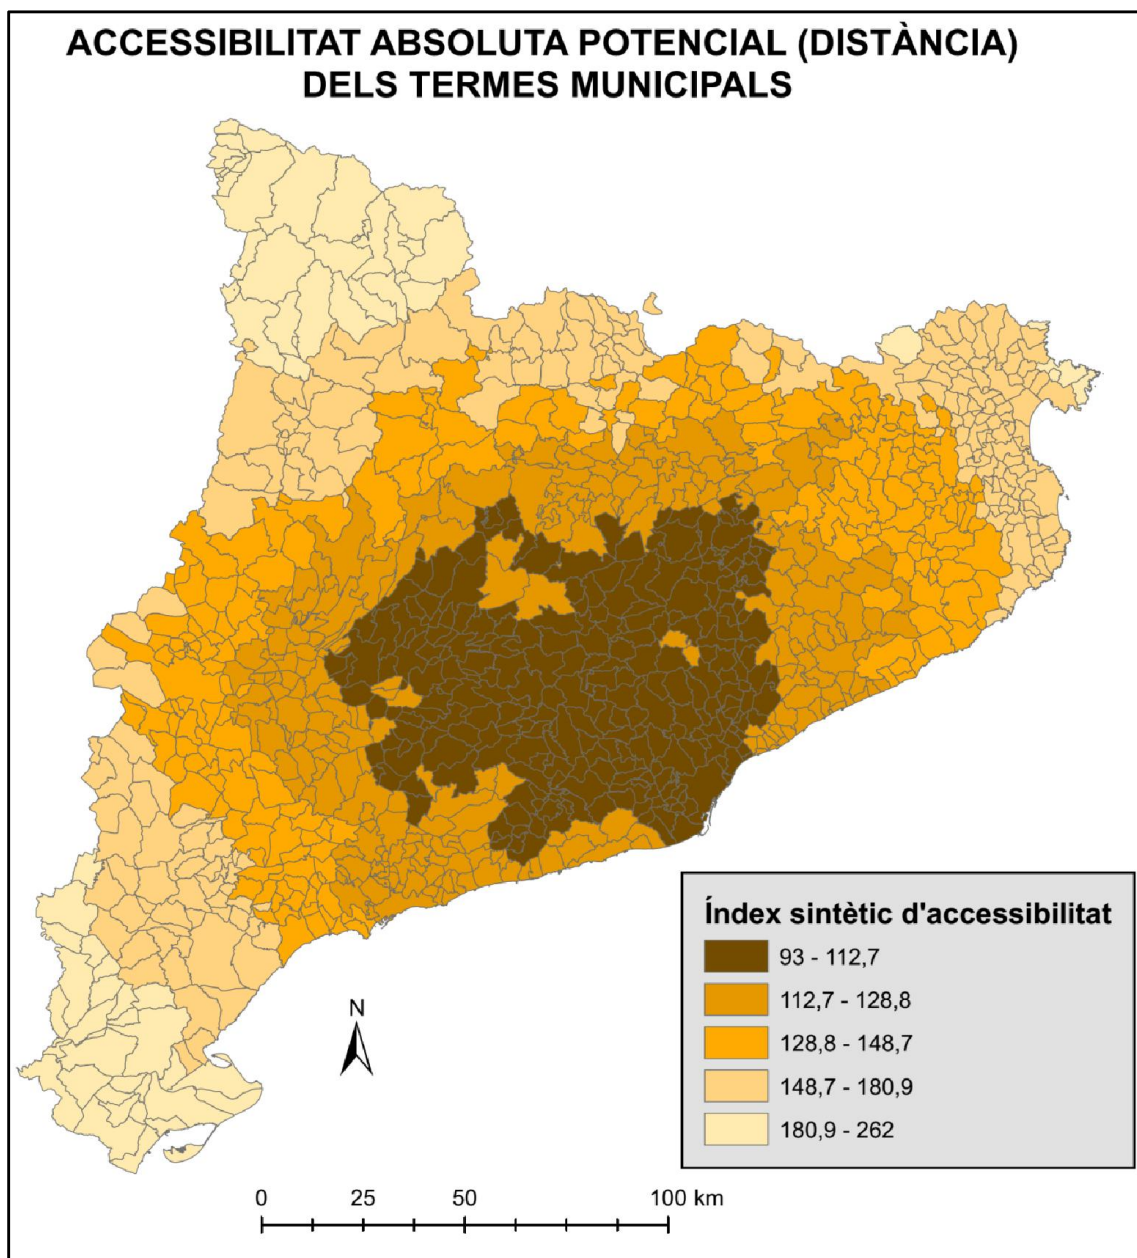 ACCESSIBILITAT ABSOLUTA POTENCIAL (DISTÀNCIA)
DELS TERMES MUNICIPALS
Índex sintètic d'accessibilitat
93 - 112,7
112,7 - 128,8
128,8 - 148,7
148,7 - 180,9
180,9 - 262
N
0 25 50 100 km